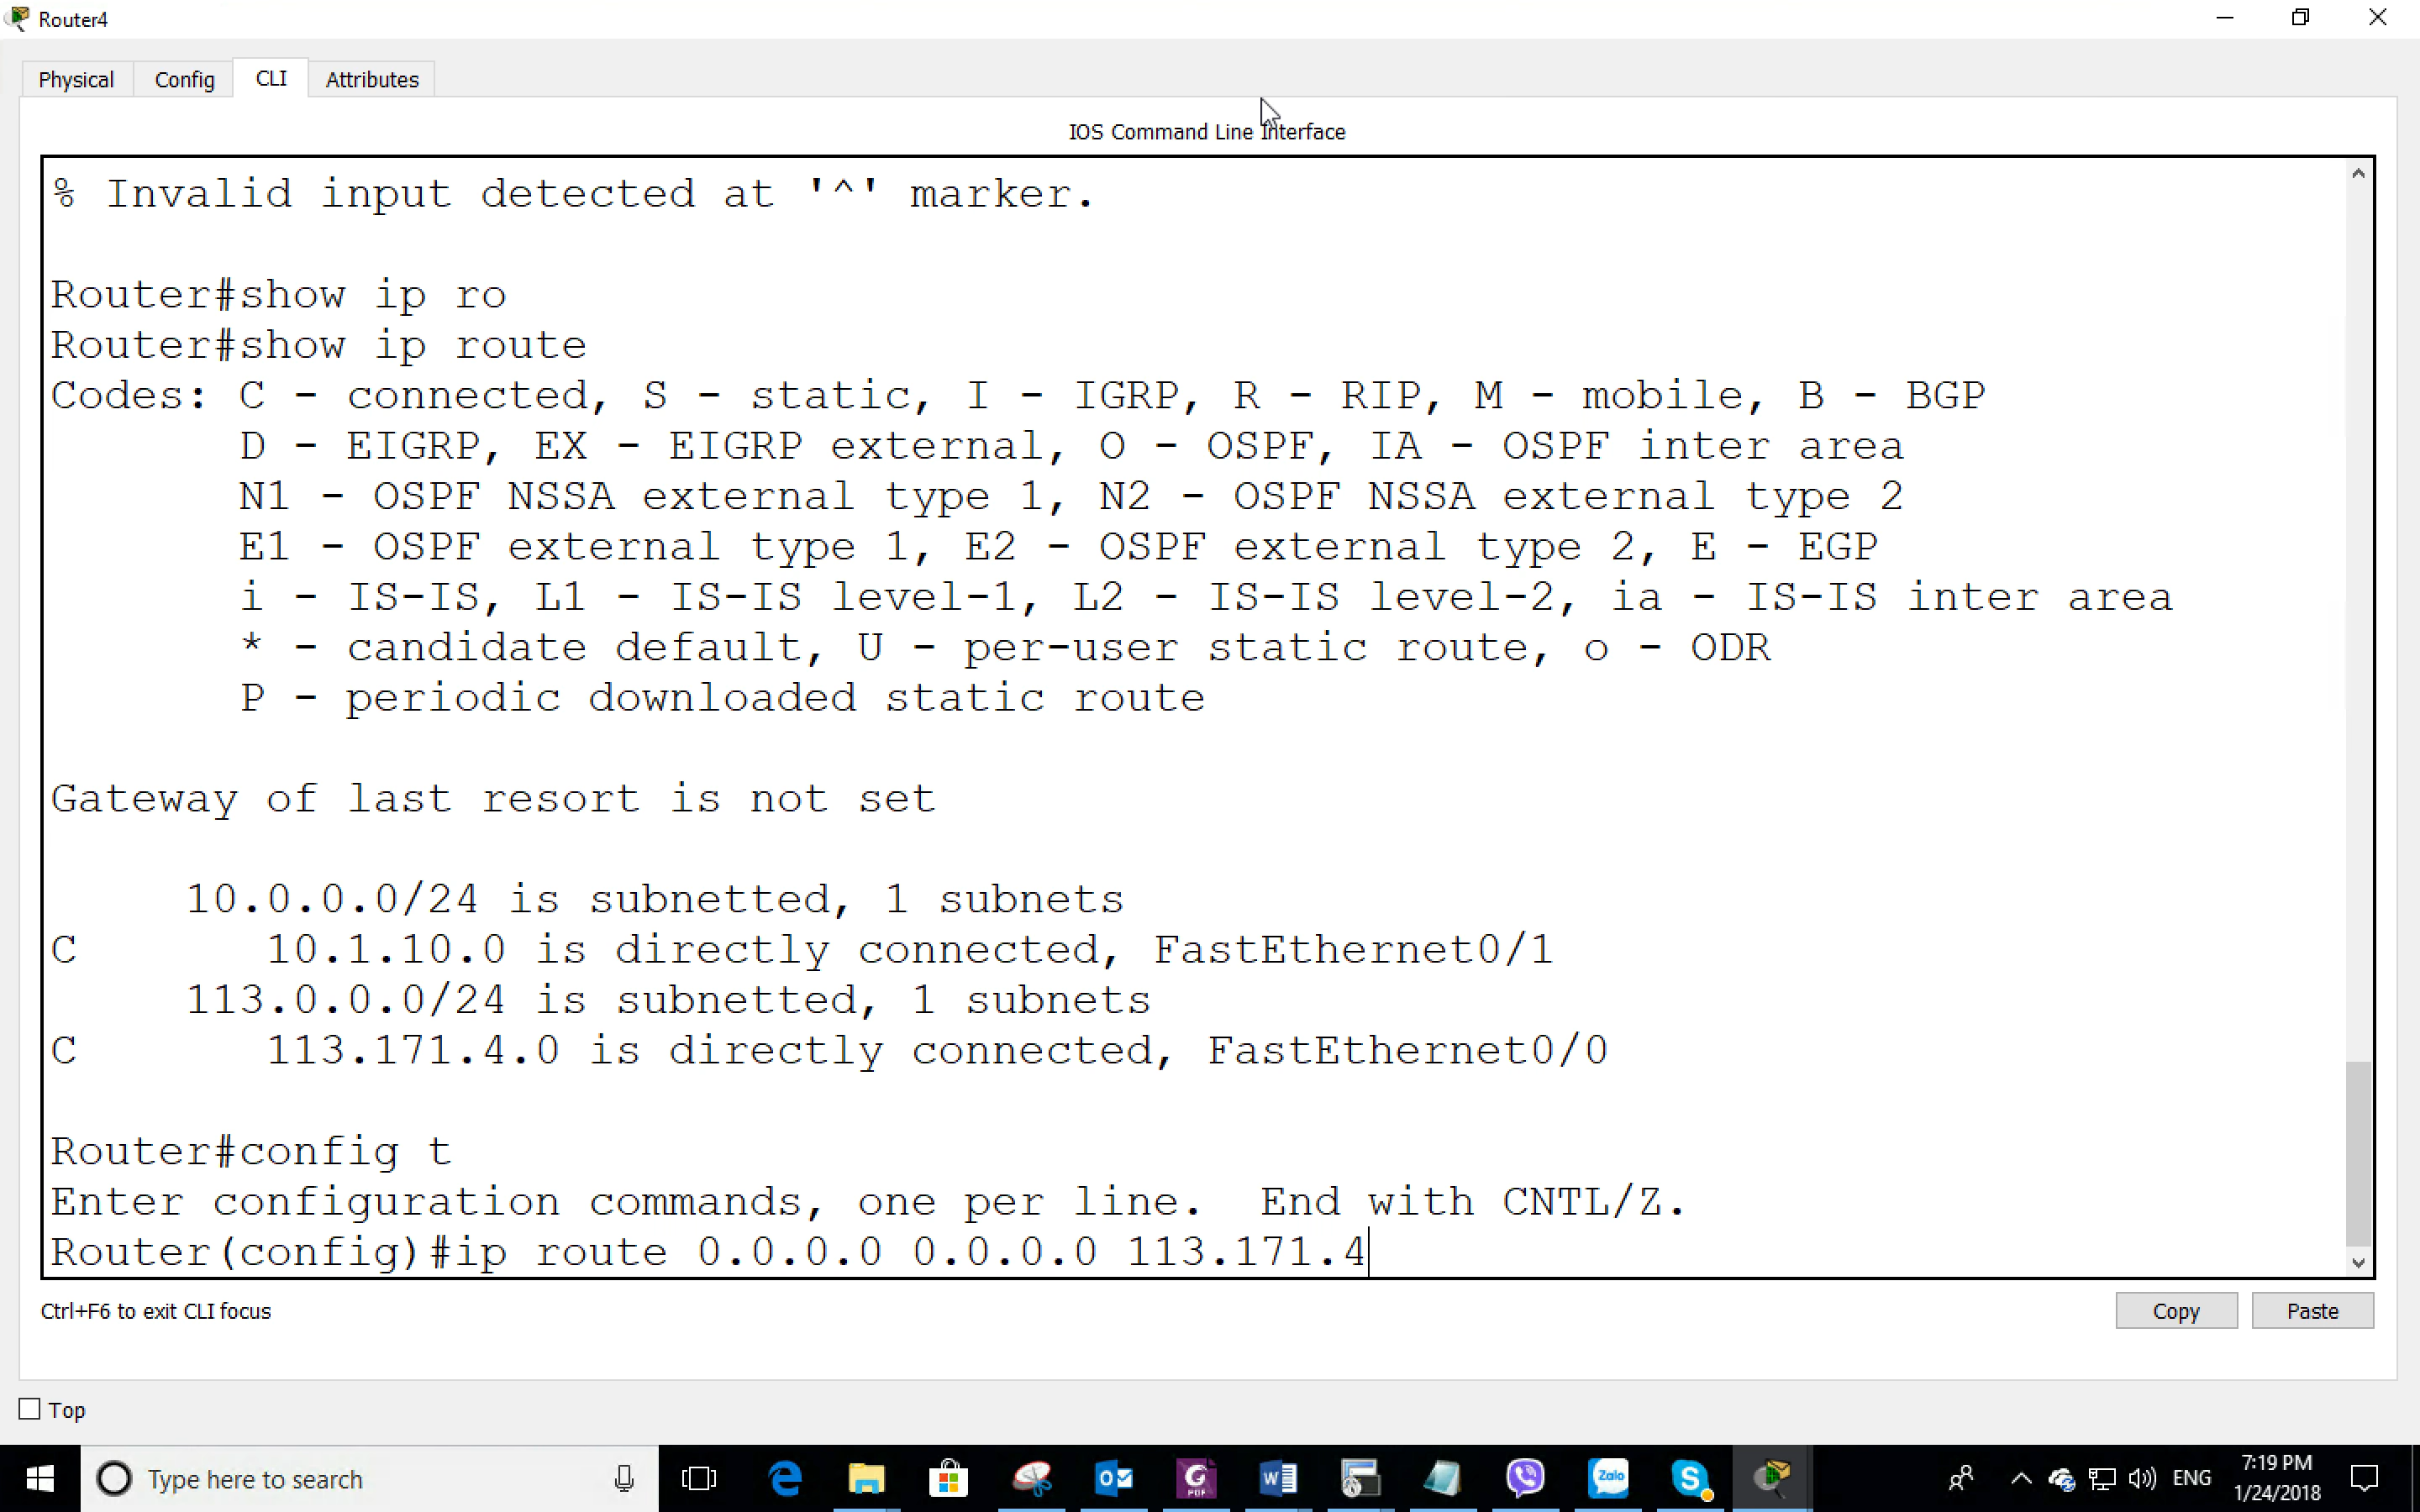 Router4
Physical Config CLI Attributes
IOS Command Line Interface
% Invalid input detected at '^' marker.
Router#show ip ro
Router#show ip route
Codes: C - connected, S - static, I - IGRP, R - RIP, M - mobile, B - BGP
D - EIGRP, EX - EIGRP external, O - OSPF, IA - OSPF inter area
N1 - OSPF NSSA external type 1, N2 - OSPF NSSA external type 2
E1 - OSPF external type 1, E2 - OSPF external type 2, E - EGP
i - IS-IS, L1 - IS-IS level-1, L2 - IS-IS level-2, ia - IS-IS inter area
* - candidate default, U - per-user static route, o - ODR
P - periodic downloaded static route
Gateway of last resort is not set
10.0.0.0/24 is subnetted, 1 subnets
C 10.1.10.0 is directly connected, FastEthernet0/1
113.0.0.0/24 is subnetted, 1 subnets
C 113.171.4.0 is directly connected, FastEthernet0/0
Router#config t
Enter configuration commands, one per line. End with CNTL/Z.
Router(config)#ip route 0.0.0.0 0.0.0.0 113.171.4
Ctrl+F6 to exit CLI focus
Copy Paste
Top
Type here to search
Zalo
ENG
7:19 PM
1/24/2018